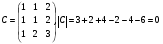 C = ( 1 1 2
1 1 2
1 2 3 ), |C| = 3 + 2 + 4 − 2 − 4 − 6 = 0